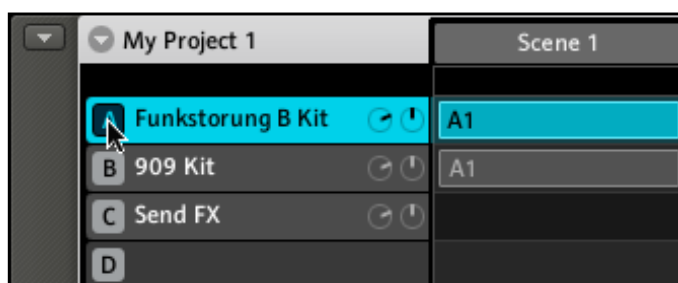 My Project 1 Scene 1
A Funkstorung B Kit A1
B 909 Kit A1
C Send FX
D